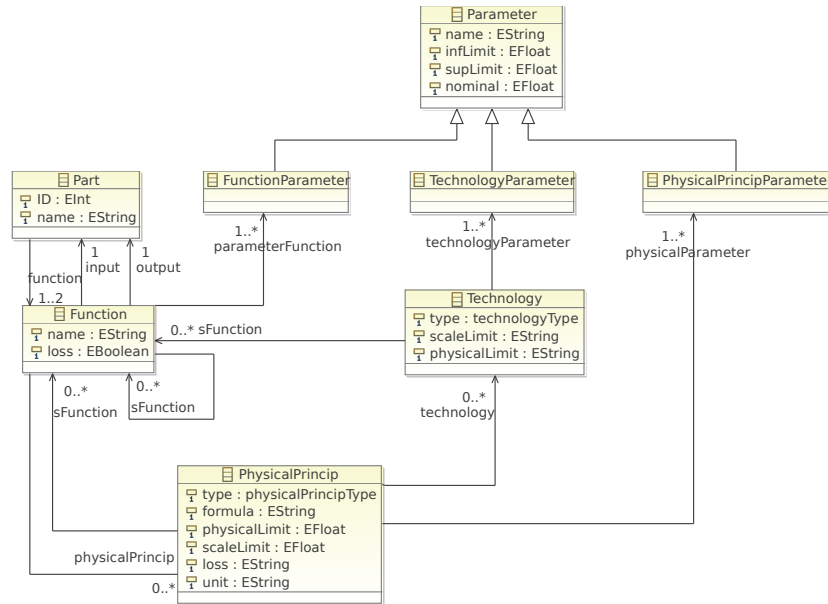 Parameter
name : EString
infLimit : EFloat
supLimit : EFloat
nominal : EFloat
Part
ID : EInt
name : EString
FunctionParameter
TechnologyParameter
PhysicalPrincipParameter
function
1..2
1
input
1
output
1..*
parameterFunction
1..*
technologyParameter
1..*
physicalParameter
Function
name : EString
loss : EBoolean
0..* sFunction
Technology
type : technologyType
scaleLimit : EString
physicalLimit : EString
0..*
sFunction
0..*
sFunction
0..*
technology
PhysicalPrincip
type : physicalPrincipType
formula : EString
physicalLimit : EFloat
scaleLimit : EFloat
loss : EString
unit : EString
physicalPrincip
0..*